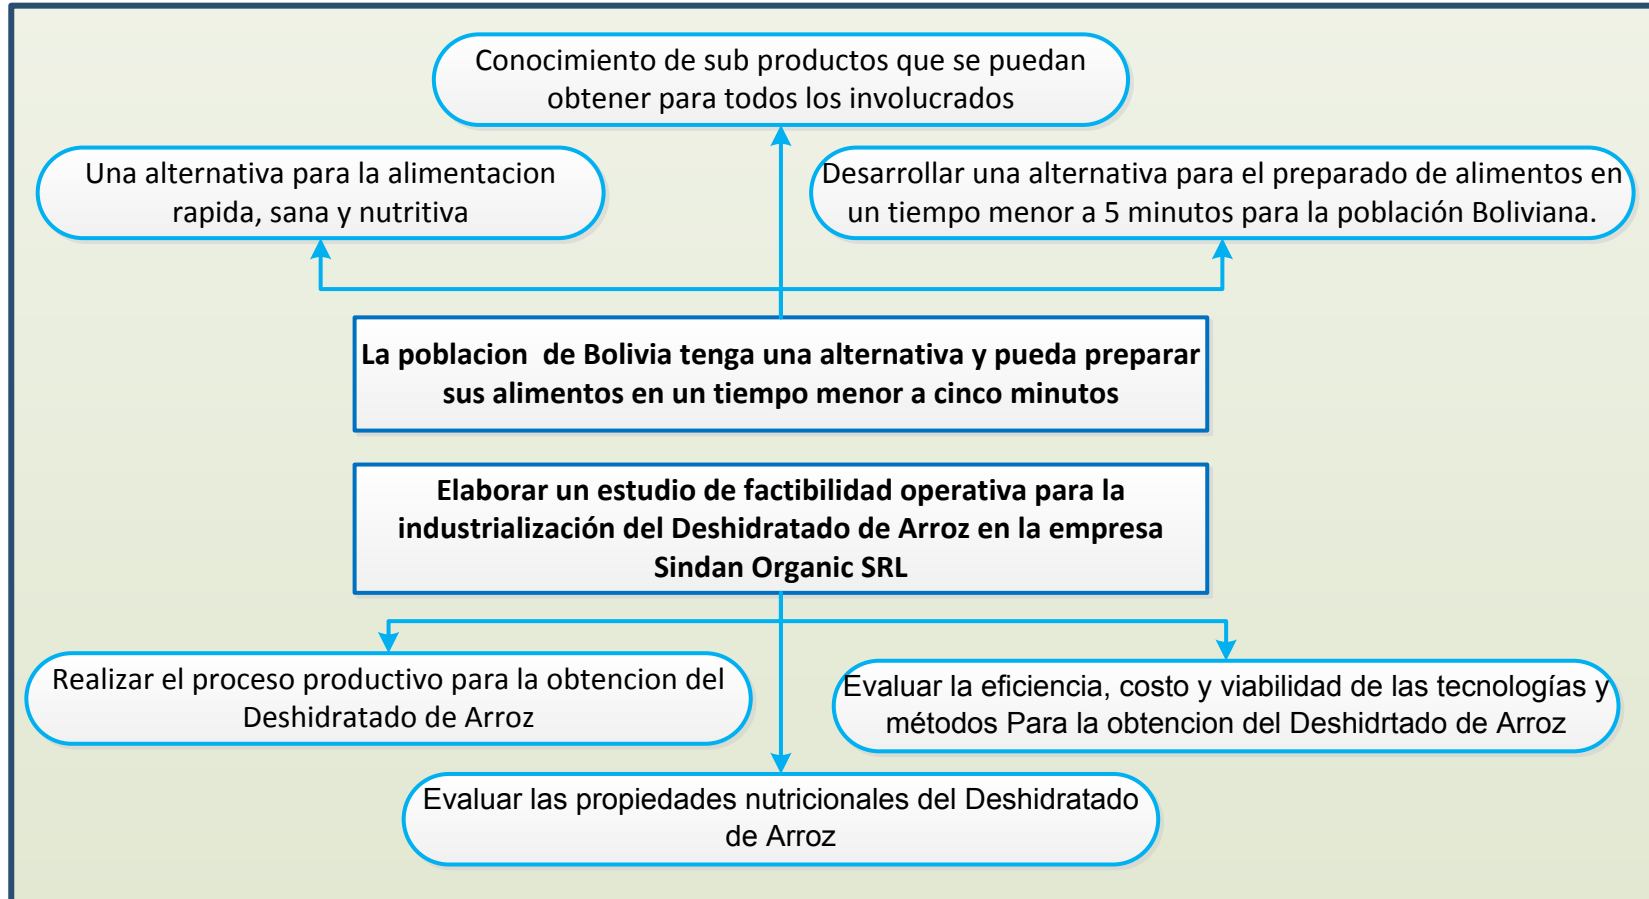 Conocimiento de sub productos que se puedan
obtener para todos los involucrados
Una alternativa para la alimentacion
rapida, sana y nutritiva
Desarrollar una alternativa para el preparado de alimentos en
un tiempo menor a 5 minutos para la población Boliviana.
La poblacion de Bolivia tenga una alternativa y pueda preparar
sus alimentos en un tiempo menor a cinco minutos
Elaborar un estudio de factibilidad operativa para la
industrialización del Deshidratado de Arroz en la empresa
Sindan Organic SRL
Realizar el proceso productivo para la obtencion del
Deshidratado de Arroz
Evaluar la eficiencia, costo y viabilidad de las tecnologías y
métodos Para la obtencion del Deshidrtado de Arroz
Evaluar las propiedades nutricionales del Deshidratado
de Arroz